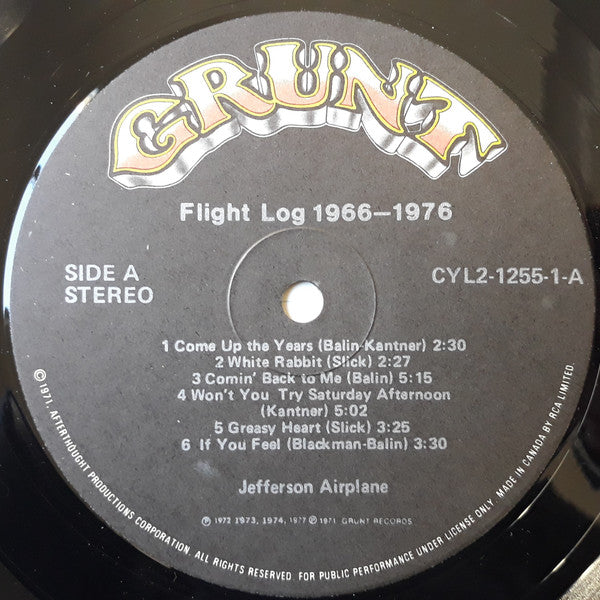 GRUNT
Flight Log 1966–1976
SIDE A
STEREO
CYL2-1255-1-A
1 Come Up the Years (Balin-Kantner) 2:30
2 White Rabbit (Slick) 2:27
3 Comin' Back to Me (Balin) 5:15
4 Won't You Try Saturday Afternoon
(Kantner) 5:02
5 Greasy Heart (Slick) 3:25
6 If You Feel (Blackman-Balin) 3:30
Jefferson Airplane
℗ 1972 1973, 1974, 1977 ℗ 1971 GRUNT RECORDS
© 1971, AFTERTHOUGHT PRODUCTIONS CORPORATION. ALL RIGHTS RESERVED. FOR PUBLIC PERFORMANCE UNDER LICENSE ONLY. MADE IN CANADA BY RCA LIMITED.